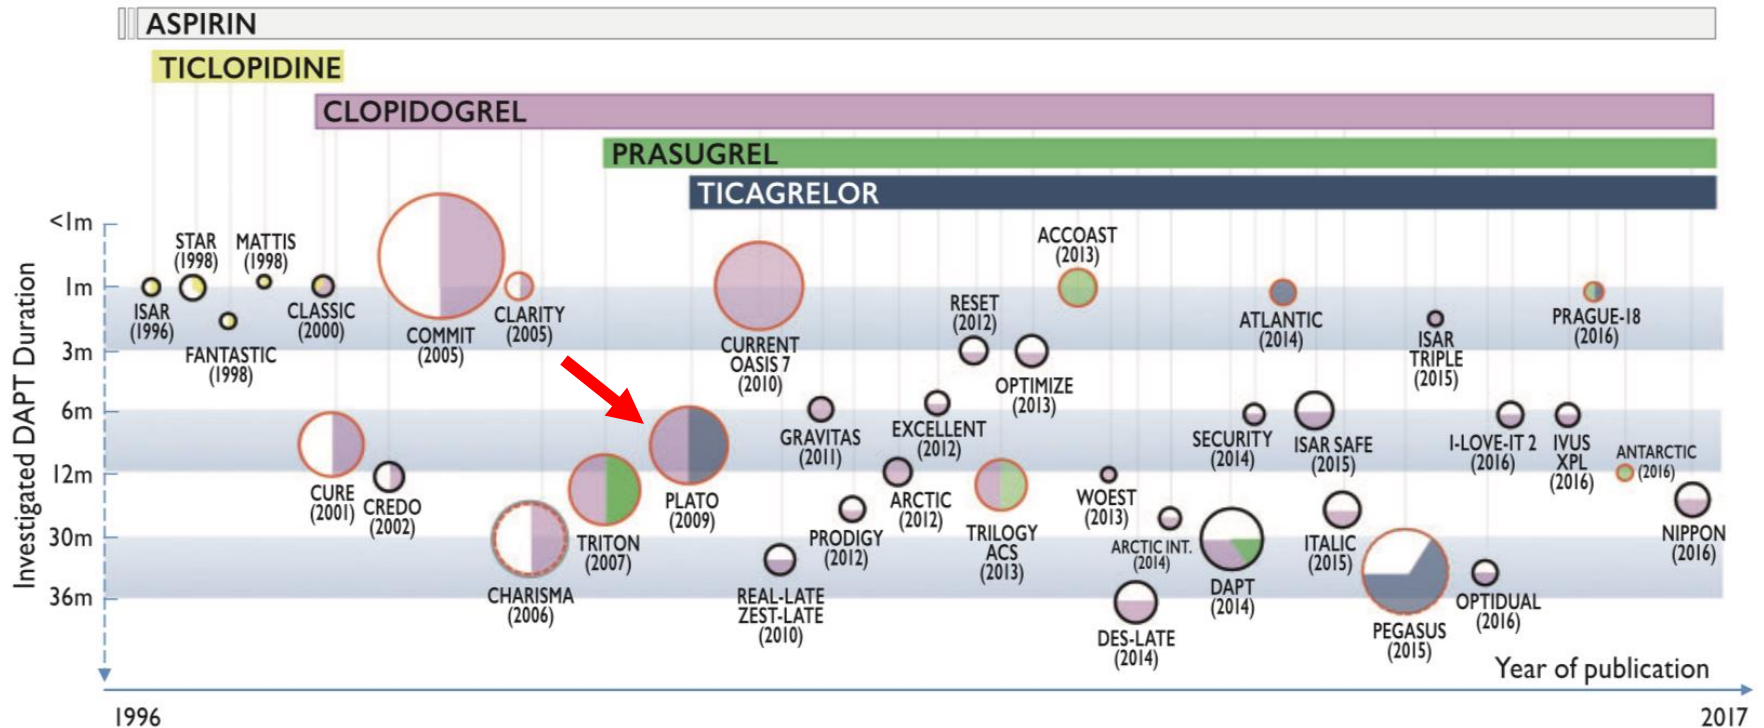 ASPIRIN
TICLOPIDINE
CLOPIDOGREL
PRASUGREL
TICAGRELOR
Investigated DAPT Duration
<1m
1m
3m
6m
12m
30m
36m
ISAR
(1996)
STAR
(1998)
FANTASTIC
(1998)
MATTIS
(1998)
CLASSIC
(2000)
COMMIT
(2005)
CLARITY
(2005)
CURRENT
OASIS 7
(2010)
ACCOAST
(2013)
RESET
(2012)
OPTIMIZE
(2013)
ATLANTIC
(2014)
ISAR
TRIPLE
(2015)
PRAGUE-18
(2016)
CURE
(2001)
CREDO
(2002)
CHARISMA
(2006)
TRITON
(2007)
PLATO
(2009)
GRAVITAS
(2011)
EXCELLENT
(2012)
REAL-LATE
ZEST-LATE
(2010)
PRODIGY
(2012)
ARCTIC
(2012)
TRILOGY
ACS
(2013)
WOEST
(2013)
ARCTIC INT.
(2014)
DES-LATE
(2014)
SECURITY
(2014)
DAPT
(2014)
ISAR SAFE
(2015)
ITALIC
(2015)
PEGASUS
(2015)
I-LOVE-IT 2
(2016)
OPTIDUAL
(2016)
IVUS
XPL
(2016)
ANTARCTIC
(2016)
NIPPON
(2016)
Year of publication
1996
2017